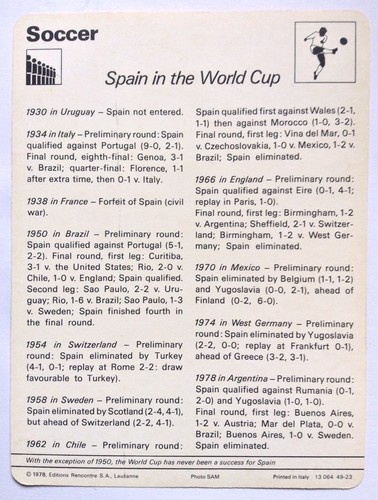 Soccer
Spain in the World Cup
1930 in Uruguay – Spain not entered.
1934 in Italy – Preliminary round: Spain
qualified against Portugal (9-0, 2-1).
Final round, eighth-final: Genoa, 3-1
v. Brazil; quarter-final: Florence, 1-1
after extra time, then 0-1 v. Italy.
1938 in France – Forfeit of Spain (civil
war).
1950 in Brazil – Preliminary round:
Spain qualified against Portugal (5-1,
2-2). Final round, first leg: Curitiba,
3-1 v. the United States; Rio, 2-0 v.
Chile, 1-0 v. England; Spain qualified.
Second leg: Sao Paulo, 2-2 v. Uru-
guay; Rio, 1-6 v. Brazil; Sao Paulo, 1-3
v. Sweden; Spain finished fourth in
the final round.
1954 in Switzerland – Preliminary
round: Spain eliminated by Turkey
(4-1, 0-1; replay at Rome 2-2: draw
favourable to Turkey).
1958 in Sweden – Preliminary round:
Spain eliminated by Scotland (2-4, 4-1),
but ahead of Switzerland (2-2, 4-1).
1962 in Chile – Preliminary round:
Spain qualified first against Wales (2-1,
1-1) then against Morocco (1-0, 3-2).
Final round, first leg: Vina del Mar, 0-1
v. Czechoslovakia, 1-0 v. Mexico, 1-2 v.
Brazil; Spain eliminated.
1966 in England – Preliminary round:
Spain qualified against Eire (0-1, 4-1;
replay in Paris, 1-0).
Final round, first leg: Birmingham, 1-2
v. Argentina; Sheffield, 2-1 v. Switzer-
land; Birmingham, 1-2 v. West Ger-
many; Spain eliminated.
1970 in Mexico – Preliminary round:
Spain eliminated by Belgium (1-1, 1-2)
and Yugoslavia (0-0, 2-1), ahead of
Finland (0-2, 6-0).
1974 in West Germany – Preliminary
round: Spain eliminated by Yugoslavia
(2-2, 0-0; replay at Frankfurt 0-1),
ahead of Greece (3-2, 3-1).
1978 in Argentina – Preliminary round:
Spain qualified against Rumania (0-1,
2-0) and Yugoslavia (1-0, 1-0).
Final round, first leg: Buenos Aires,
1-2 v. Austria; Mar del Plata, 0-0 v.
Brazil; Buenos Aires, 1-0 v. Sweden.
Spain eliminated.
With the exception of 1950, the World Cup has never been a success for Spain
© 1978, Editions Rencontre S.A., Lausanne Photo SAM Printed in Italy 13 064 49-23